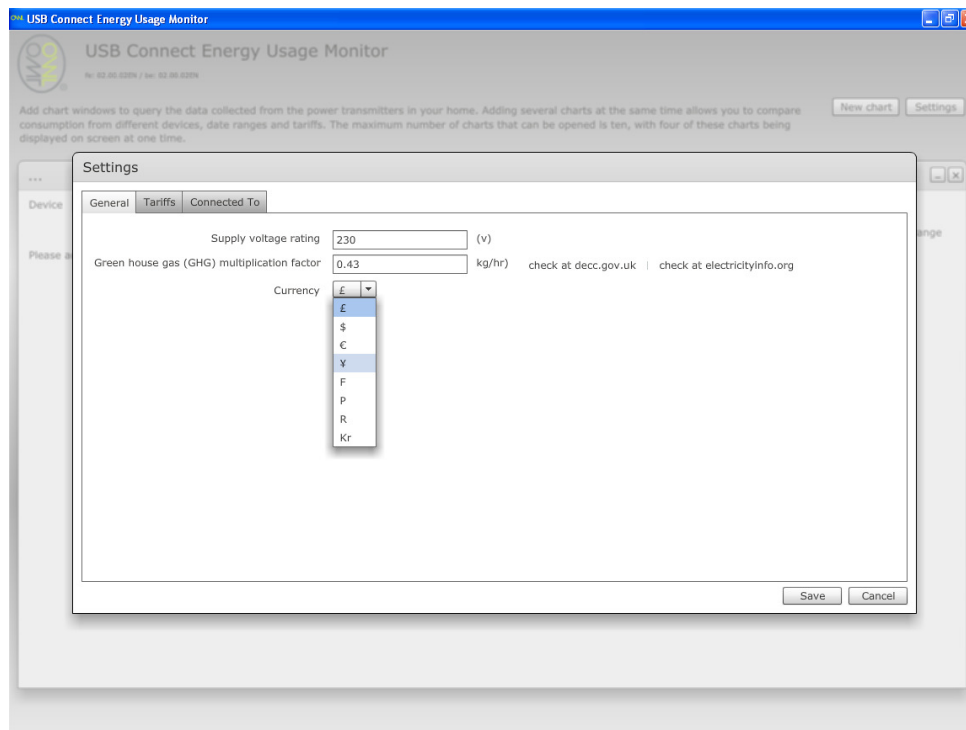 USB Connect Energy Usage Monitor
USB Connect Energy Usage Monitor
Add chart windows to query the data collected from the power transmitters in your home. Adding several charts at the same time allows you to compare
consumption from different devices, date ranges and tariffs. The maximum number of charts that can be opened is ten, with four of these charts being
displayed on screen at one time.
New chart Settings
...
Device
ange
Please a
Settings
General Tariffs Connected To
Supply voltage rating 230 (v)
Green house gas (GHG) multiplication factor 0.43 kg/hr) check at decc.gov.uk | check at electricityinfo.org
Currency £
£
$
€
¥
F
P
R
Kr
Save Cancel